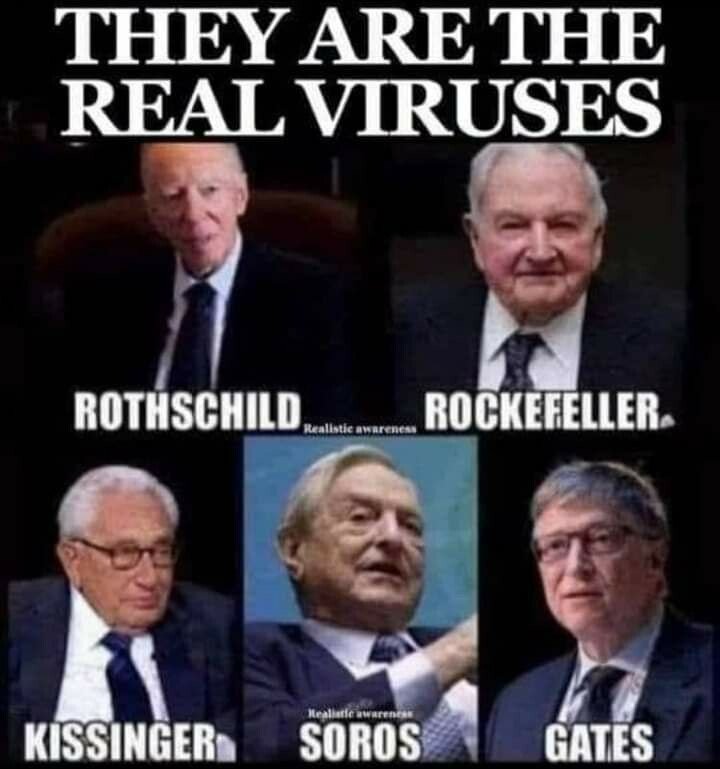 THEY ARE THE
REAL VIRUSES
ROTHSCHILD
Realistic awareness
ROCKEFELLER
Realistic awareness
KISSINGER
SOROS
GATES